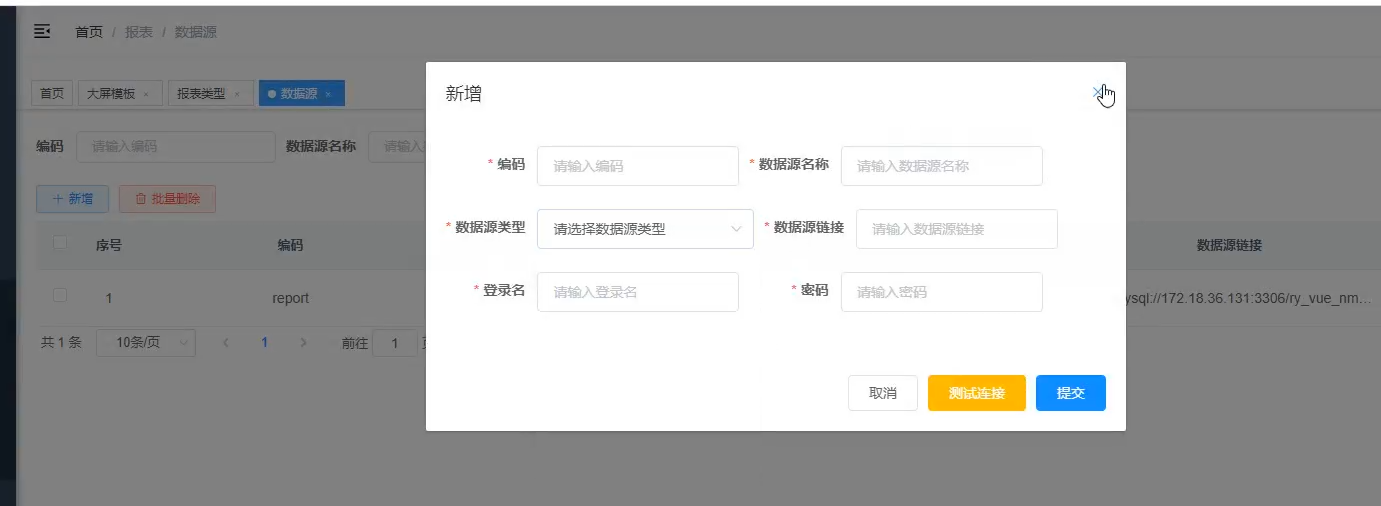 首页 / 报表 / 数据源
首页 大屏模板 × 报表类型 × 数据源 ×
编码 请输入编码 数据源名称 请输入
+ 新增 批量删除
序号 编码 数据源链接
1 report ysql://172.18.36.131:3306/ry_vue_nm...
共 1 条 10条/页 < 1 > 前往 1
新增
* 编码 请输入编码 * 数据源名称 请输入数据源名称
* 数据源类型 请选择数据源类型 * 数据源链接 请输入数据源链接
* 登录名 请输入登录名 * 密码 请输入密码
取消 测试连接 提交